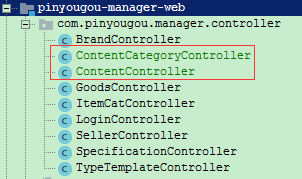 pinyougou-manager-web
com.pinyougou.manager.controller
BrandController
ContentCategoryController
ContentController
GoodsController
ItemCatController
LoginController
SellerController
SpecificationController
TypeTemplateController